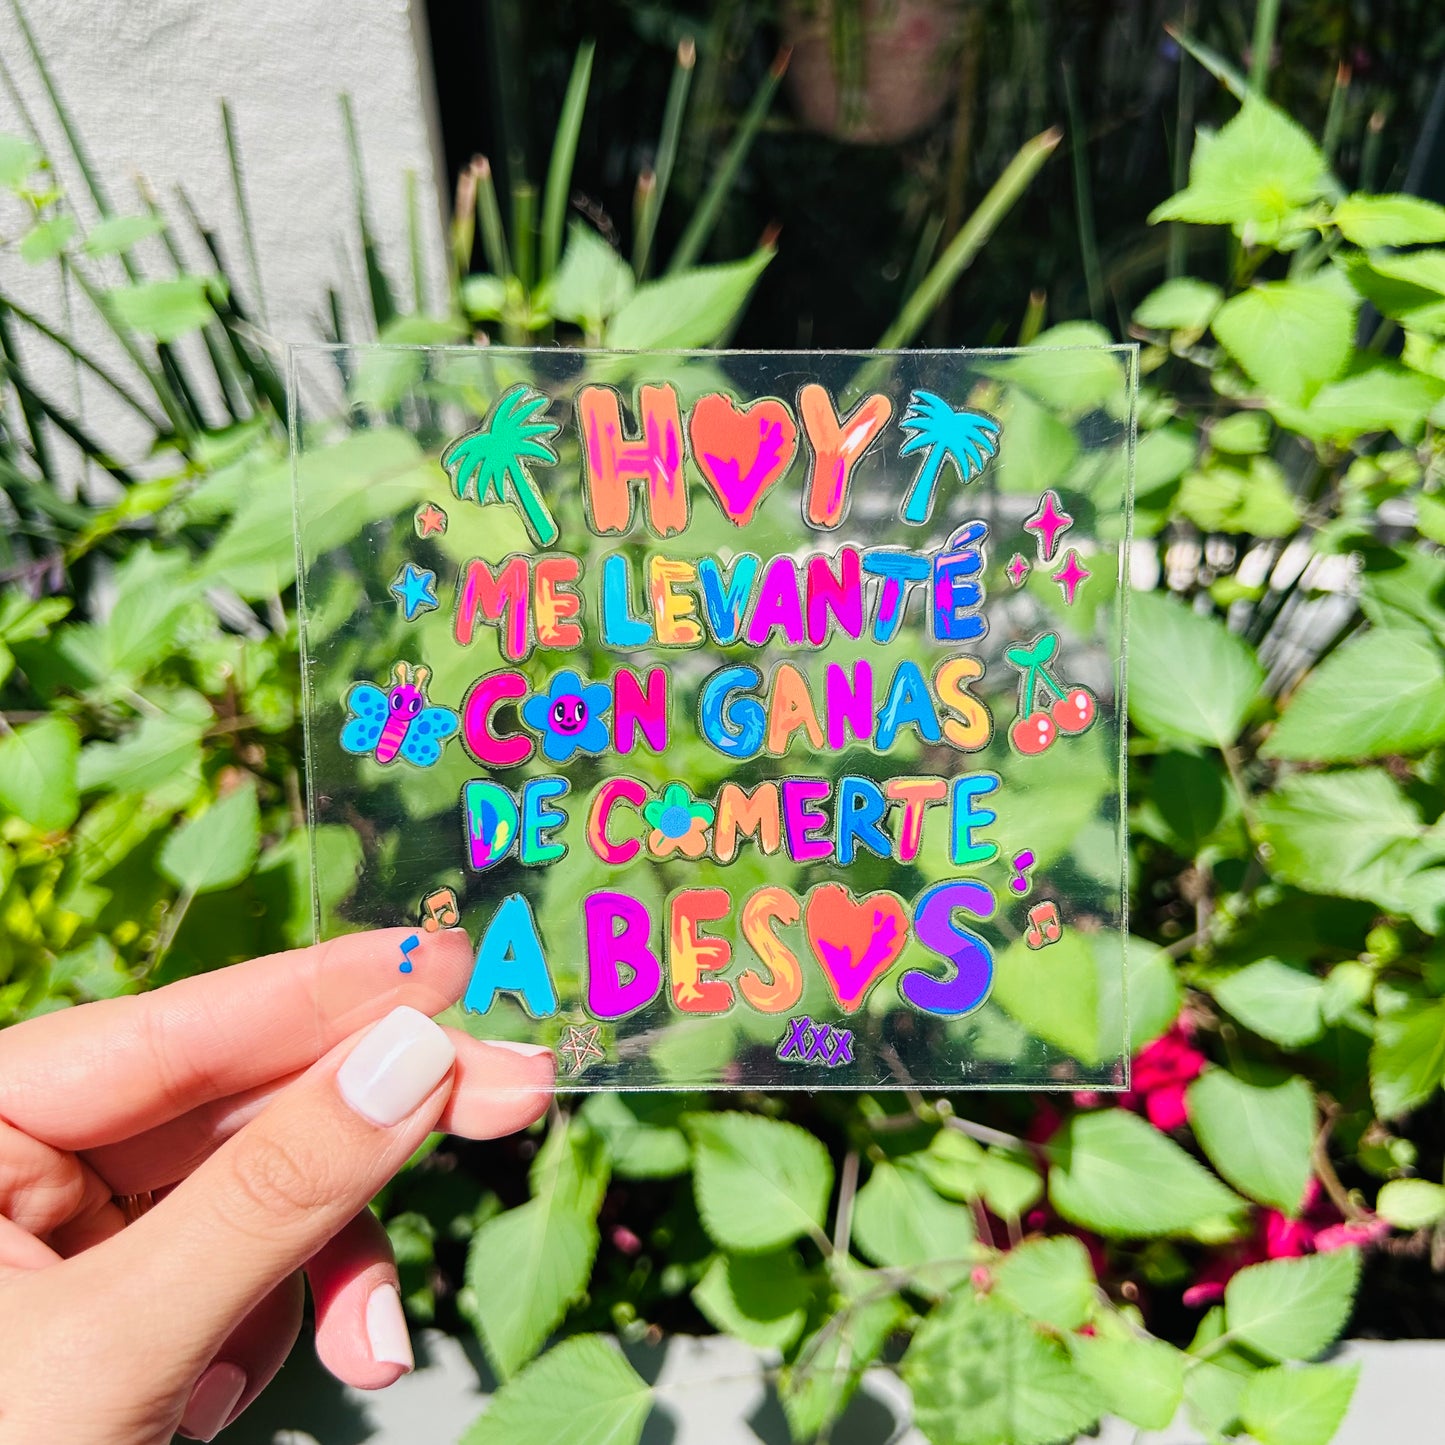 HOY
ME LEVANTÉ
CON GANAS
DE COMERTE
A BESOS
XXX